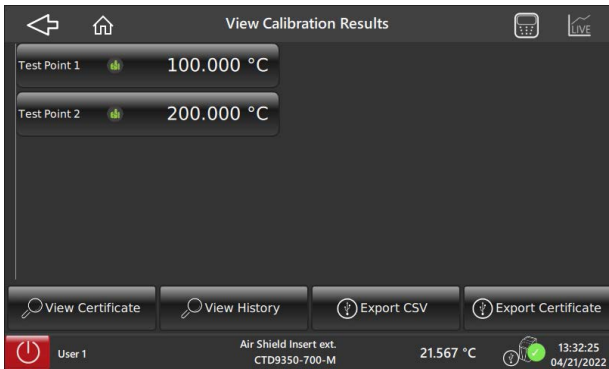 View Calibration Results
LIVE
Test Point 1 100.000 °C
Test Point 2 200.000 °C
View Certificate View History Export CSV Export Certificate
User 1 Air Shield Insert ext. 21.567 °C 13:32:25
CTD9350-700-M 04/21/2022